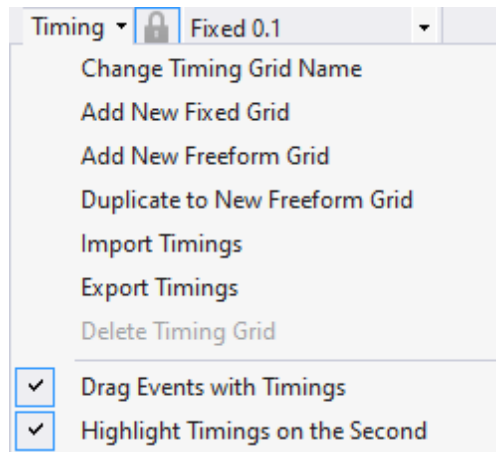 Timing Fixed 0.1
Change Timing Grid Name
Add New Fixed Grid
Add New Freeform Grid
Duplicate to New Freeform Grid
Import Timings
Export Timings
Delete Timing Grid
Drag Events with Timings
Highlight Timings on the Second